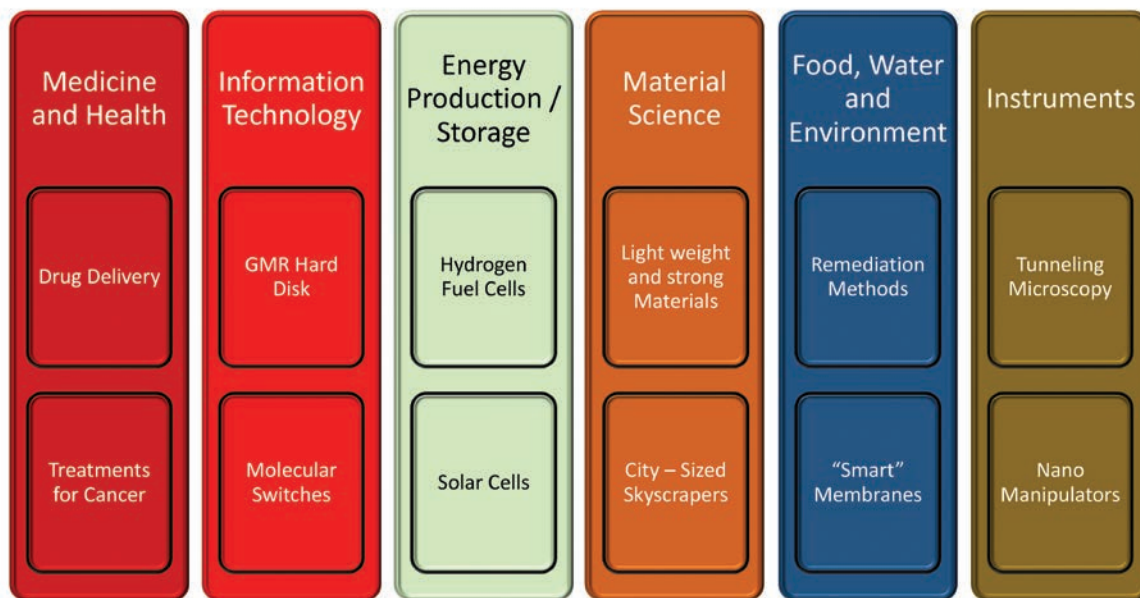 Medicine
and Health
Drug Delivery
Treatments
for Cancer
Information
Technology
GMR Hard
Disk
Molecular
Switches
Energy
Production /
Storage
Hydrogen
Fuel Cells
Solar Cells
Material
Science
Light weight
and strong
Materials
City – Sized
Skyscrapers
Food, Water
and
Environment
Remediation
Methods
“Smart”
Membranes
Instruments
Tunneling
Microscopy
Nano
Manipulators